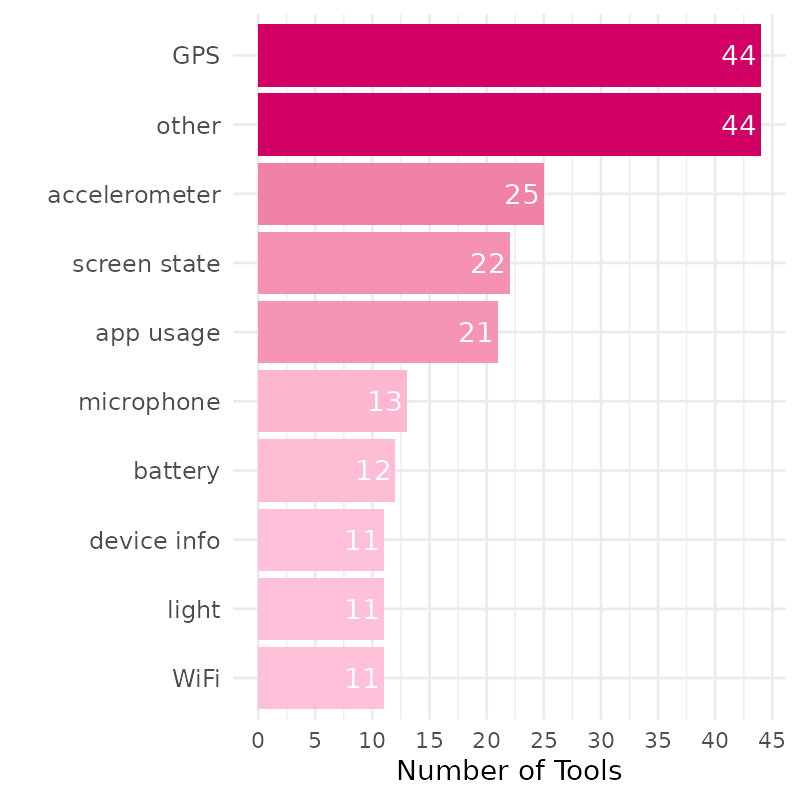 GPS 44
other 44
accelerometer 25
screen state 22
app usage 21
microphone 13
battery 12
device info 11
light 11
WiFi 11
0 5 10 15 20 25 30 35 40 45
Number of Tools